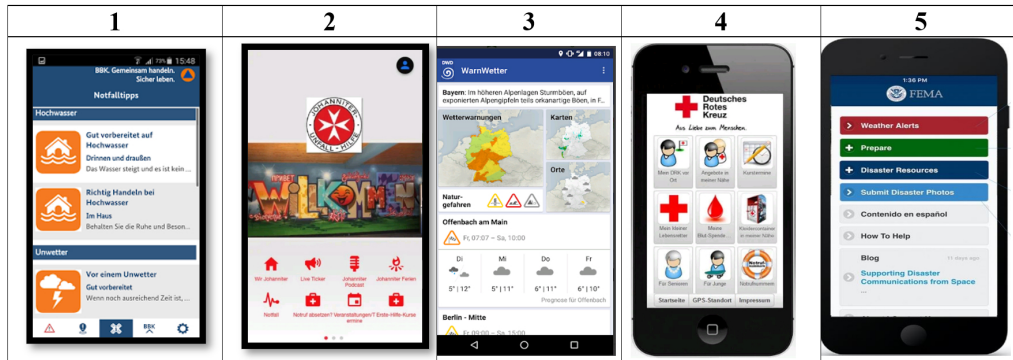 1
2
3
4
5
73% 15:48
BBK. Gemeinsam handeln.
Sicher leben.
Notfalltipps
Hochwasser
Gut vorbereitet auf
Hochwasser
Drinnen und draußen
Das Wasser steigt und es ist kein ...
Richtig Handeln bei
Hochwasser
Im Haus
Behalten Sie die Ruhe und Beson...
Unwetter
Vor einem Unwetter
Gut vorbereitet
Wenn noch ausreichend Zeit ist, ...
BBK
JOHANNITER
UNFALL-HILFE
WILLKOMMEN
Wir Johanniter
Live Ticker
Johanniter
Podcast
Johanniter Ferien
Notfall
Notruf absetzen?
Veranstaltungen/T
ermine
Erste-Hilfe-Kurse
08:10
DWD
WarnWetter
Bayern: Im höheren Alpenlagen Sturmböen, auf
exponierten Alpengipfeln teils orkanartige Böen, in F...
Wetterwarnungen
Karten
Orte
Natur-
gefahren
Offenbach am Main
Fr, 07:07 – Sa, 10:00
Di
Mi
Do
Fr
5° | 12°
5° | 11°
6° | 11°
6° | 10°
Prognose für Offenbach
Berlin - Mitte
Fr, 09:00 – Sa, 15:00
Deutsches
Rotes
Kreuz
Aus Liebe zum Menschen.
Mein DRK vor
Ort
Angebote in
meiner Nähe
Kurstermine
Mein kleiner
Lebensretter
Meine
Blut-Spende...
Kleidercontainer
in meiner Nähe
Für Senioren
Für Junge
Notrufnummern
Startseite
GPS-Standort
Impressum
1:36 PM
FEMA
Weather Alerts
Prepare
Disaster Resources
Submit Disaster Photos
Contenido en español
How To Help
Blog
11 days ago
Supporting Disaster
Communications from Space
...